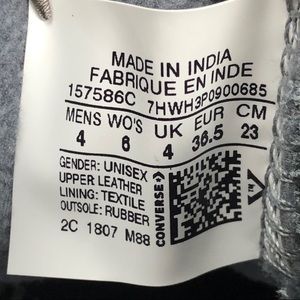 MADE IN INDIA
FABRIQUE EN INDE
157586C 7HWH3P0900685
MENS WO'S UK EUR CM
4 6 4 36.5 23
GENDER: UNISEX
UPPER LEATHER
LINING: TEXTILE
OUTSOLE: RUBBER
2C 1807 M88
CONVERSE
TM